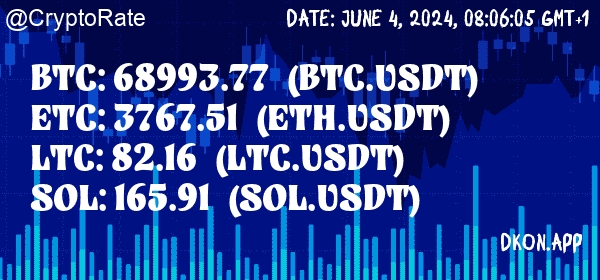 @CryptoRate
DATE: JUNE 4, 2024, 08:06:05 GMT+1
BTC: 68993.77 (BTC.USDT)
ETC: 3767.51 (ETH.USDT)
LTC: 82.16 (LTC.USDT)
SOL: 165.91 (SOL.USDT)
DKON.APP